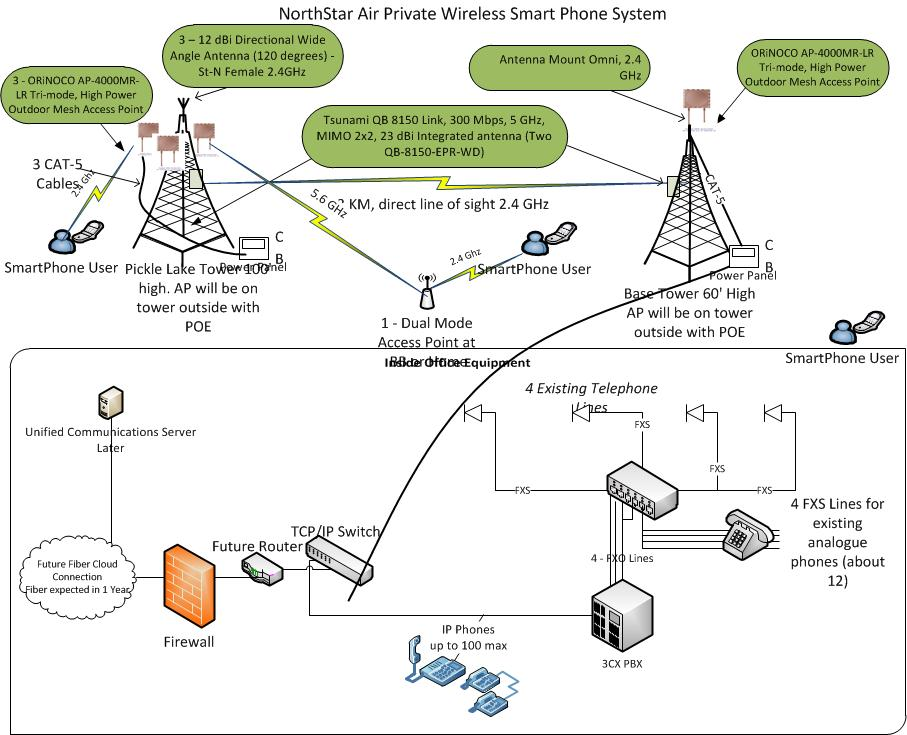 NorthStar Air Private Wireless Smart Phone System
3 – 12 dBi Directional Wide
Angle Antenna (120 degrees) -
St-N Female 2.4GHz
Antenna Mount Omni, 2.4
GHz
ORiNOCO AP-4000MR-LR
Tri-mode, High Power
Outdoor Mesh Access Point
3 - ORiNOCO AP-4000MR-
LR Tri-mode, High Power
Outdoor Mesh Access Point
Tsunami QB 8150 Link, 300 Mbps, 5 GHz,
MIMO 2x2, 23 dBi Integrated antenna (Two
QB-8150-EPR-WD)
3 CAT-5
Cables
2.4 GHz
5.6 GHz
KM, direct line of sight 2.4 GHz
CAT-5
SmartPhone User
C
B
Power Panel
Pickle Lake Tower 100'
high. AP will be on
tower outside with
POE
2.4 Ghz
SmartPhone User
C
B
Power Panel
Base Tower 60' High
AP will be on tower
outside with POE
1 - Dual Mode
Access Point at
SmartPhone User
Inside Office Equipment
4 Existing Telephone
Lines
FXS
FXS
FXS
FXS
Unified Communications Server
Later
4 FXS Lines for
existing
analogue
phones (about
12)
TCP/IP Switch
Future Router
4 - FXO Lines
Future Fiber Cloud
Connection
Fiber expected in 1 Year
Firewall
IP Phones
up to 100 max
3CX PBX